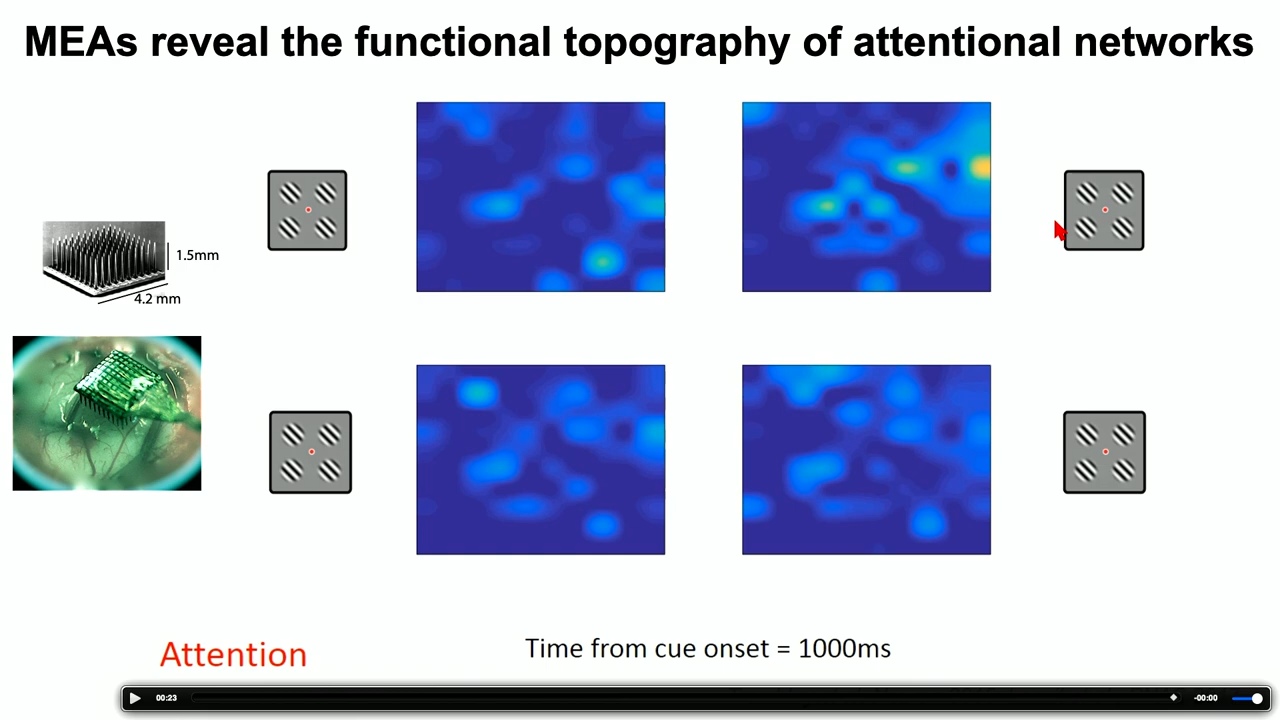 MEAs reveal the functional topography of attentional networks
1.5mm
4.2 mm
Attention
Time from cue onset = 1000ms
00:23
-00:00